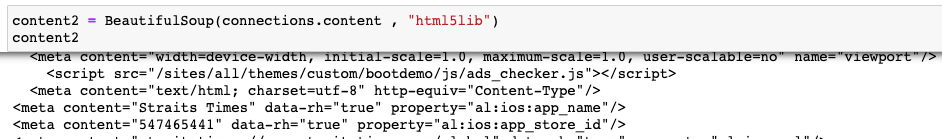 content2 = BeautifulSoup(connections.content , "html5lib")
content2
<meta content="width=device-width, initial-scale=1.0, maximum-scale=1.0, user-scalable=no" name="viewport"/>
<script src="/sites/all/themes/custom/bootdemo/js/ads_checker.js"></script>
<meta content="text/html; charset=utf-8" http-equiv="Content-Type"/>
<meta content="Straits Times" data-rh="true" property="al:ios:app_name"/>
<meta content="547465441" data-rh="true" property="al:ios:app_store_id"/>